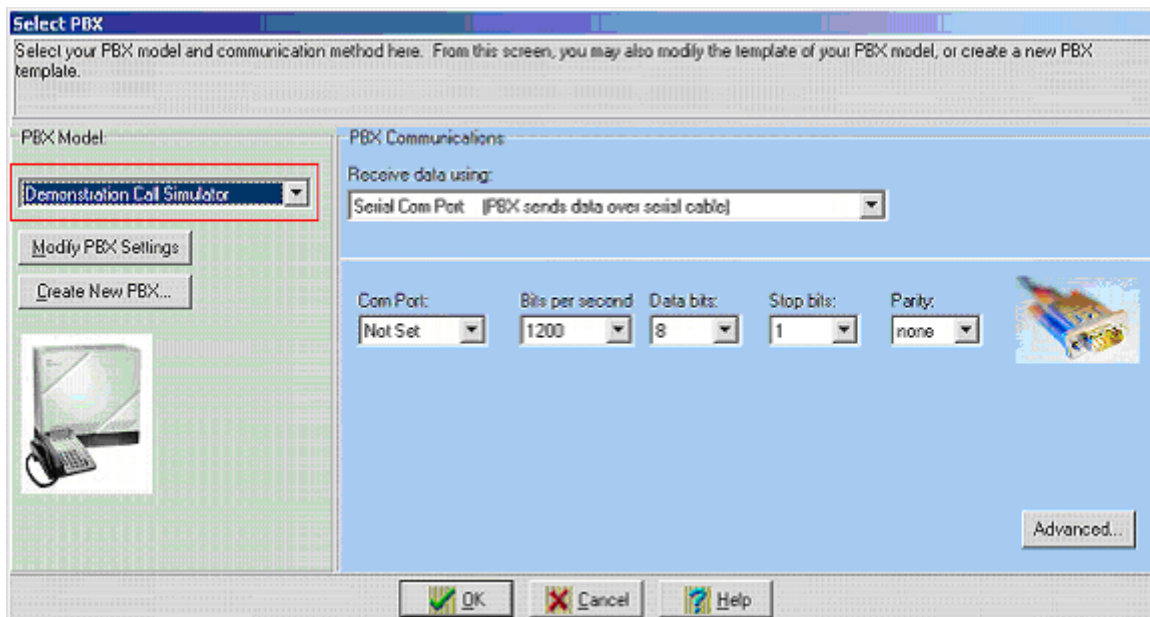 Select PBX
Select your PBX model and communication method here.  From this screen, you may also modify the template of your PBX model, or create a new PBX
template.
PBX Model:
Demonstration Call Simulator
Modify PBX Settings
Create New PBX...
PBX Communications
Receive data using:
Serial Com Port   (PBX sends data over serial cable)
Com Port:
Not Set
Bits per second
1200
Data bits:
8
Stop bits:
1
Parity:
none
Advanced...
OK
Cancel
Help